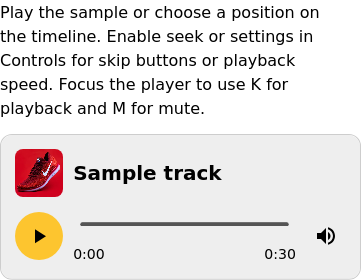 Play the sample or choose a position on
the timeline. Enable seek or settings in
Controls for skip buttons or playback
speed. Focus the player to use K for
playback and M for mute.
Sample track
0:00
0:30